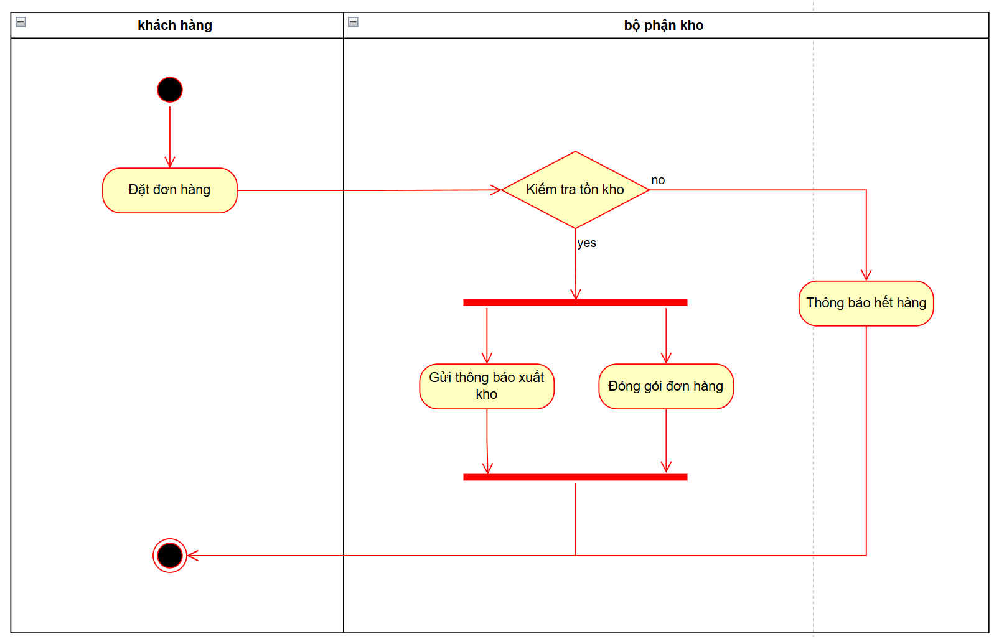 khách hàng
bộ phận kho
Đặt đơn hàng
Kiểm tra tồn kho
no
yes
Thông báo hết hàng
Gửi thông báo xuất
kho
Đóng gói đơn hàng